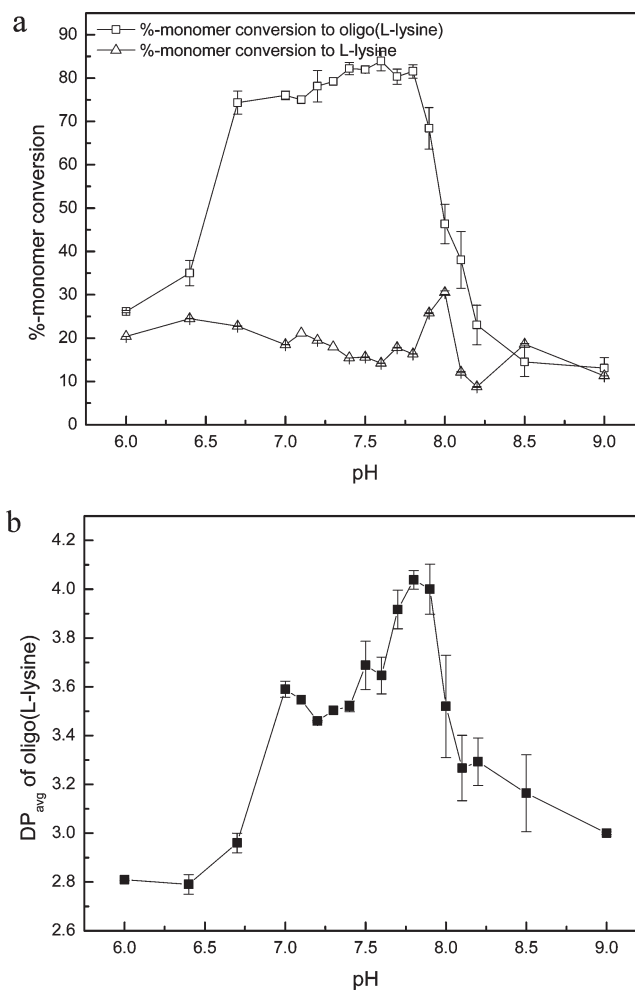 a
%-monomer conversion to oligo(L-lysine)
%-monomer conversion to L-lysine
%-monomer conversion
90
80
70
60
50
40
30
20
10
0
6.0 6.5 7.0 7.5 8.0 8.5 9.0
pH
b
DPavg of oligo(L-lysine)
4.2
4.0
3.8
3.6
3.4
3.2
3.0
2.8
2.6
6.0 6.5 7.0 7.5 8.0 8.5 9.0
pH